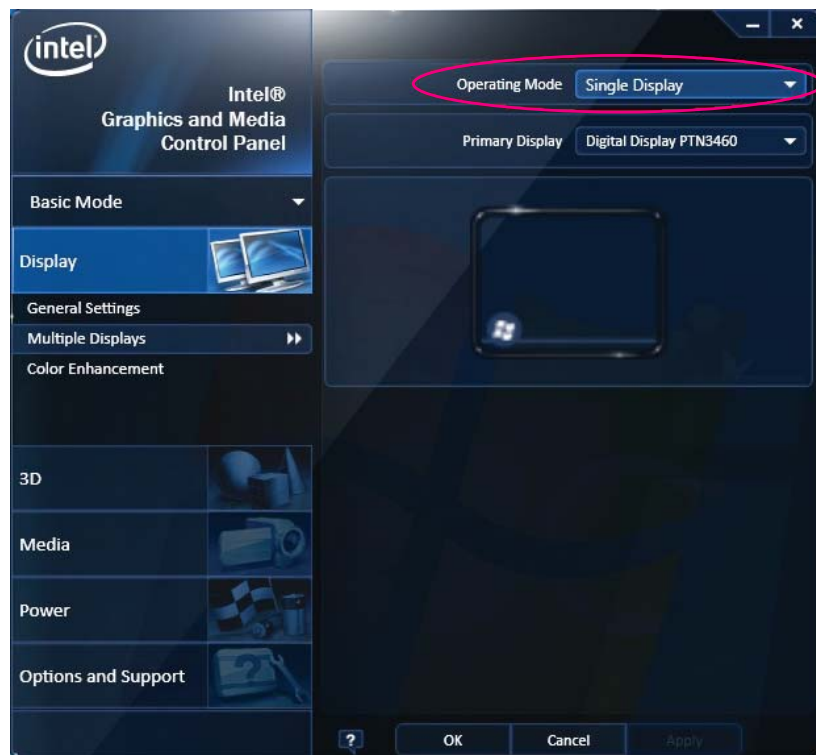 intel
Intel®
Graphics and Media
Control Panel
Basic Mode
Display
General Settings
Multiple Displays
Color Enhancement
3D
Media
Power
Options and Support
Operating Mode Single Display
Primary Display Digital Display PTN3460
? OK Cancel Apply